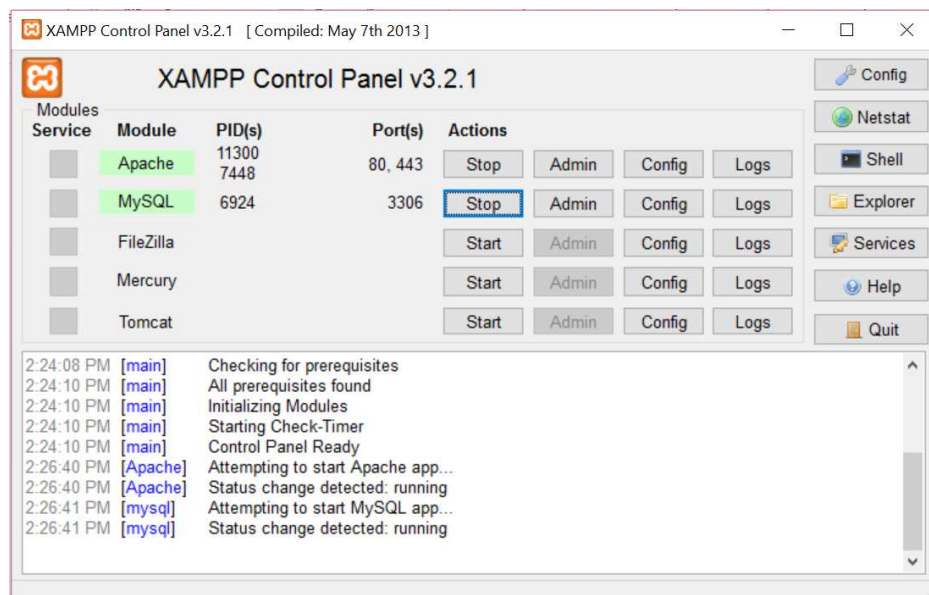 XAMPP Control Panel v3.2.1 [ Compiled: May 7th 2013 ]
XAMPP Control Panel v3.2.1
Config
Modules
Service Module PID(s) Port(s) Actions
Netstat
Apache 11300 7448 80, 443 Stop Admin Config Logs
Shell
MySQL 6924 3306 Stop Admin Config Logs
Explorer
FileZilla Start Admin Config Logs
Services
Mercury Start Admin Config Logs
Help
Tomcat Start Admin Config Logs
Quit
2:24:08 PM [main] Checking for prerequisites
2:24:10 PM [main] All prerequisites found
2:24:10 PM [main] Initializing Modules
2:24:10 PM [main] Starting Check-Timer
2:24:10 PM [main] Control Panel Ready
2:26:40 PM [Apache] Attempting to start Apache app...
2:26:40 PM [Apache] Status change detected: running
2:26:41 PM [mysql] Attempting to start MySQL app...
2:26:41 PM [mysql] Status change detected: running